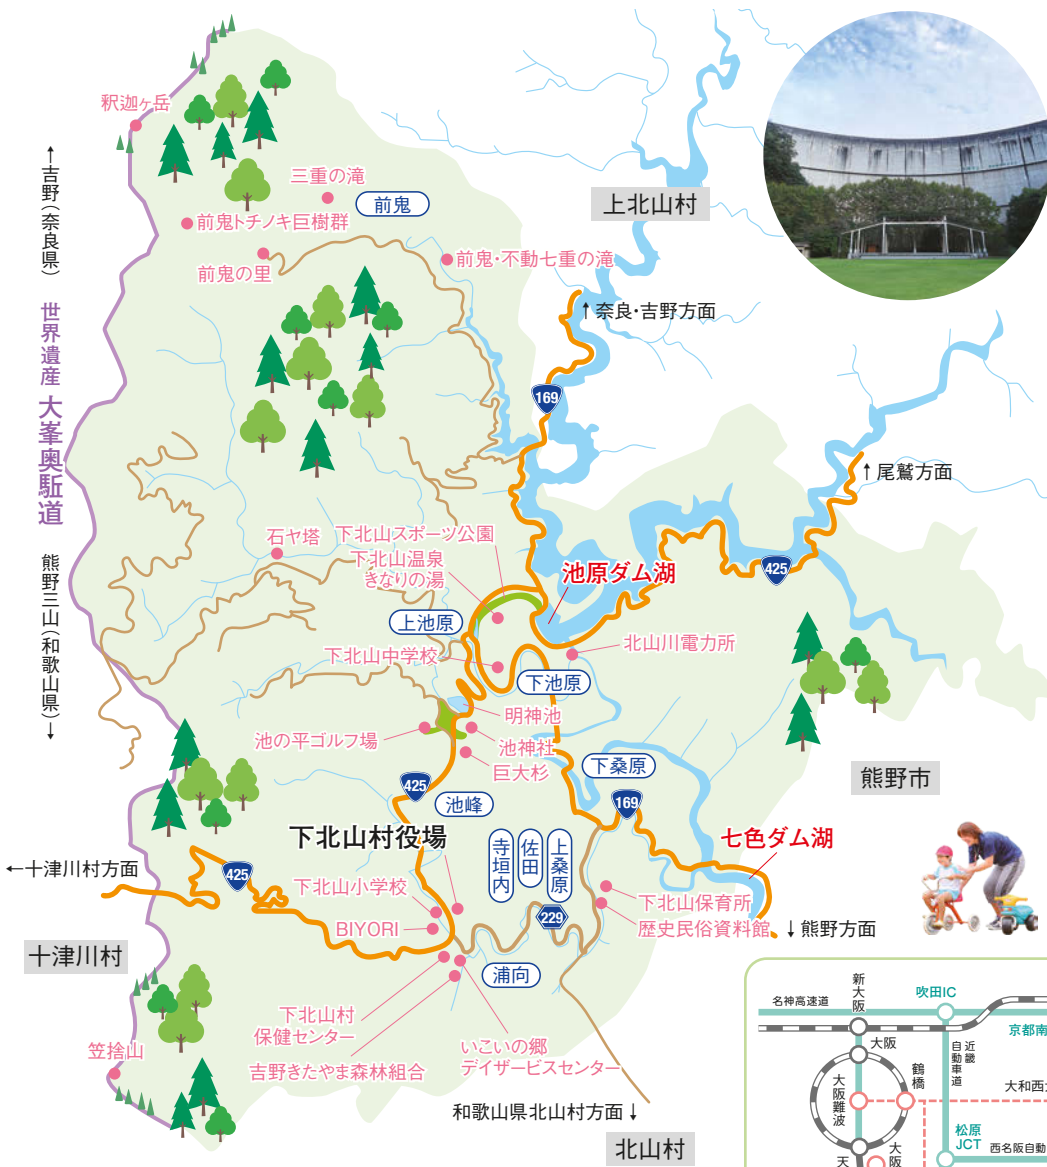 釈迦ヶ岳
三重の滝
前鬼
前鬼トチノキ巨樹群
前鬼の里
前鬼・不動七重の滝
上北山村
↑奈良・吉野方面
169
↑吉野(奈良県)
世界遺産 大峯奥駈道
熊野三山(和歌山県)↓
↑尾鷲方面
425
石ヤ塔
下北山スポーツ公園
下北山温泉
きなりの湯
池原ダム湖
上池原
北山川電力所
下北山中学校
下池原
明神池
池の平ゴルフ場
池神社
巨大杉
下桑原
熊野市
425
池峰
169
下北山村役場
寺垣内
佐田
上桑原
七色ダム湖
←十津川村方面
425
下北山小学校
下北山保育所
BIYORI
229
歴史民俗資料館
↓熊野方面
十津川村
浦向
下北山村
保健センター
いこいの郷
デイザービスセンター
吉野きたやま森林組合
笠捨山
和歌山県北山村方面↓
北山村
新大阪
吹田IC
名神高速道
京都南
大阪
近畿
自動車道
鶴橋
大阪難波
大和西大
松原
JCT
西名阪自動
天
大阪